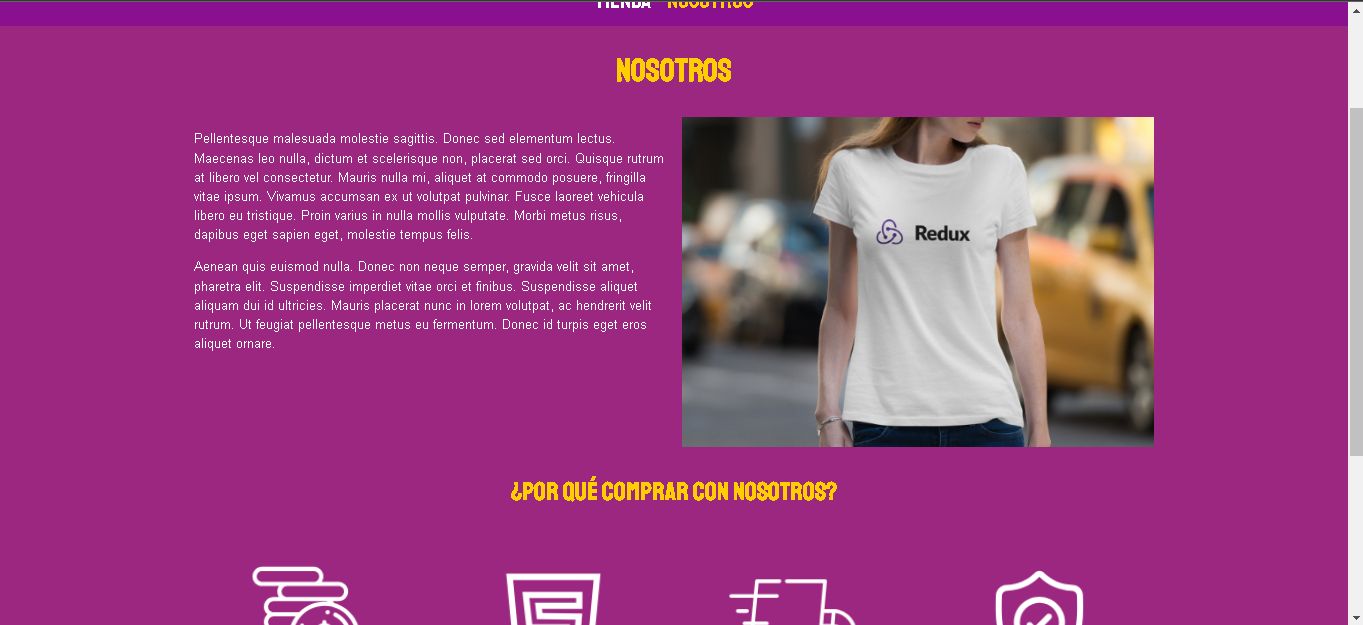 TIENDA NOSOTROS
NOSOTROS
Pellentesque malesuada molestie sagittis. Donec sed elementum lectus.
Maecenas leo nulla, dictum et scelerisque non, placerat sed orci. Quisque rutrum
at libero vel consectetur. Mauris nulla mi, aliquet at commodo posuere, fringilla
vitae ipsum. Vivamus accumsan ex ut volutpat pulvinar. Fusce laoreet vehicula
libero eu tristique. Proin varius in nulla mollis vulputate. Morbi metus risus,
dapibus eget sapien eget, molestie tempus felis.
Aenean quis euismod nulla. Donec non neque semper, gravida velit sit amet,
pharetra elit. Suspendisse imperdiet vitae orci et finibus. Suspendisse aliquet
aliquam dui id ultricies. Mauris placerat nunc in lorem volutpat, ac hendrerit velit
rutrum. Ut feugiat pellentesque metus eu fermentum. Donec id turpis eget eros
aliquet ornare.
Redux
¿POR QUÉ COMPRAR CON NOSOTROS?